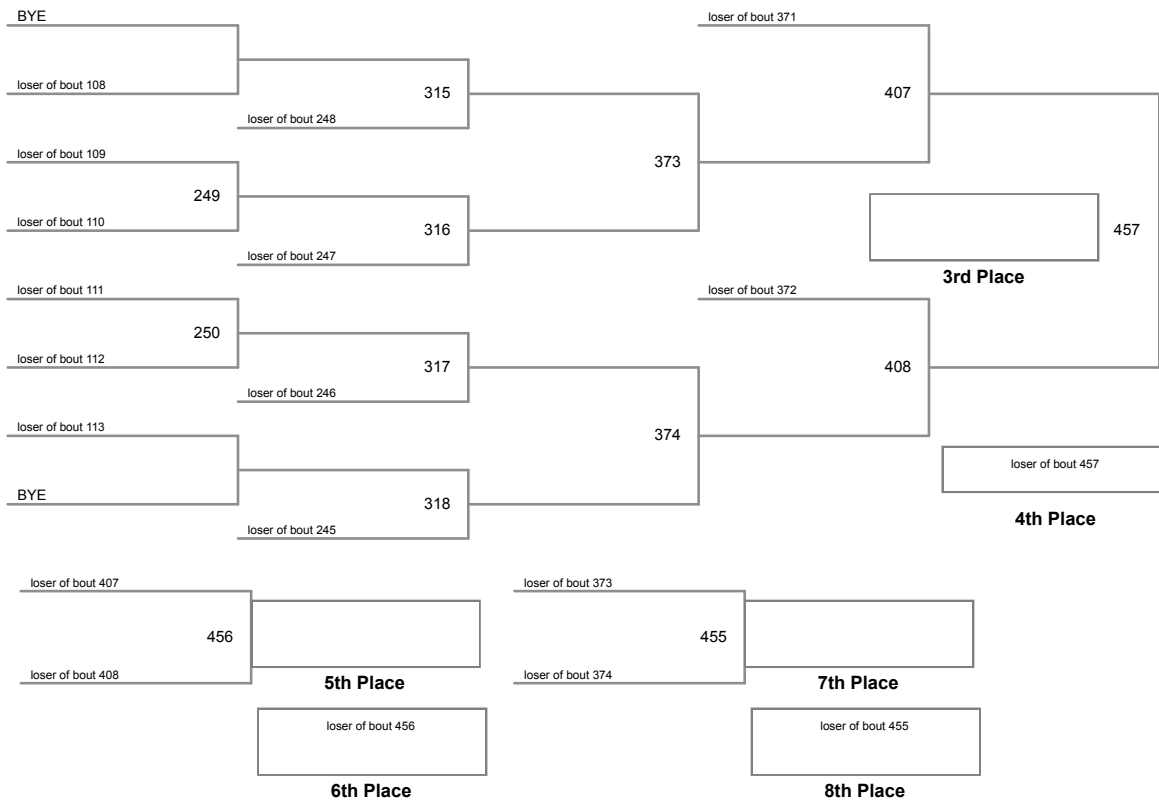 BYE
loser of bout 371
loser of bout 108
315
407
loser of bout 248
loser of bout 109
373
249
loser of bout 110
316
457
loser of bout 247
3rd Place
loser of bout 111
loser of bout 372
250
loser of bout 112
317
408
loser of bout 246
loser of bout 113
374
loser of bout 457
BYE
318
4th Place
loser of bout 245
loser of bout 407
loser of bout 373
456
455
loser of bout 408
loser of bout 374
5th Place
7th Place
loser of bout 456
loser of bout 455
6th Place
8th Place